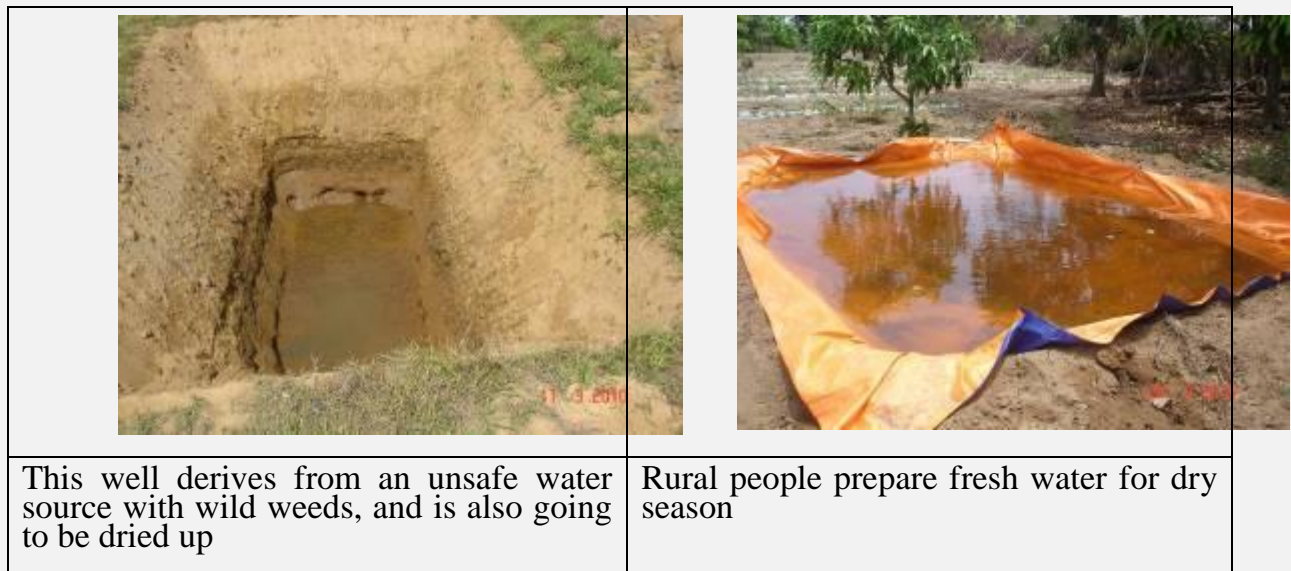 This well derives from an unsafe water
source with wild weeds, and is also going
to be dried up
Rural people prepare fresh water for dry
season